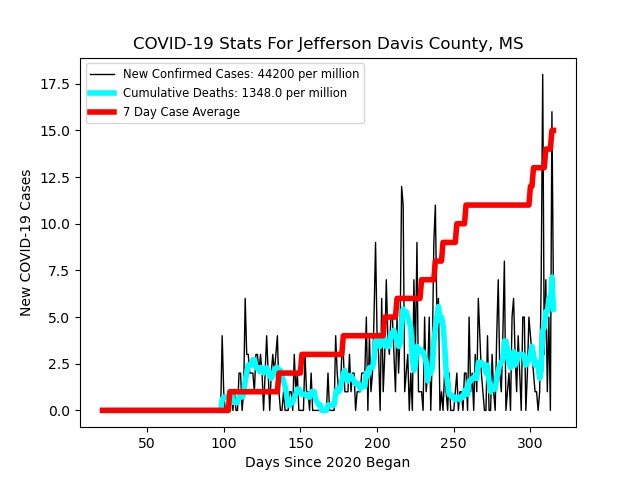 COVID-19 Stats For Jefferson Davis County, MS
New Confirmed Cases: 44200 per million
Cumulative Deaths: 1348.0 per million
7 Day Case Average
New COVID-19 Cases
17.5
15.0
12.5
10.0
7.5
5.0
2.5
0.0
50 100 150 200 250 300
Days Since 2020 Began